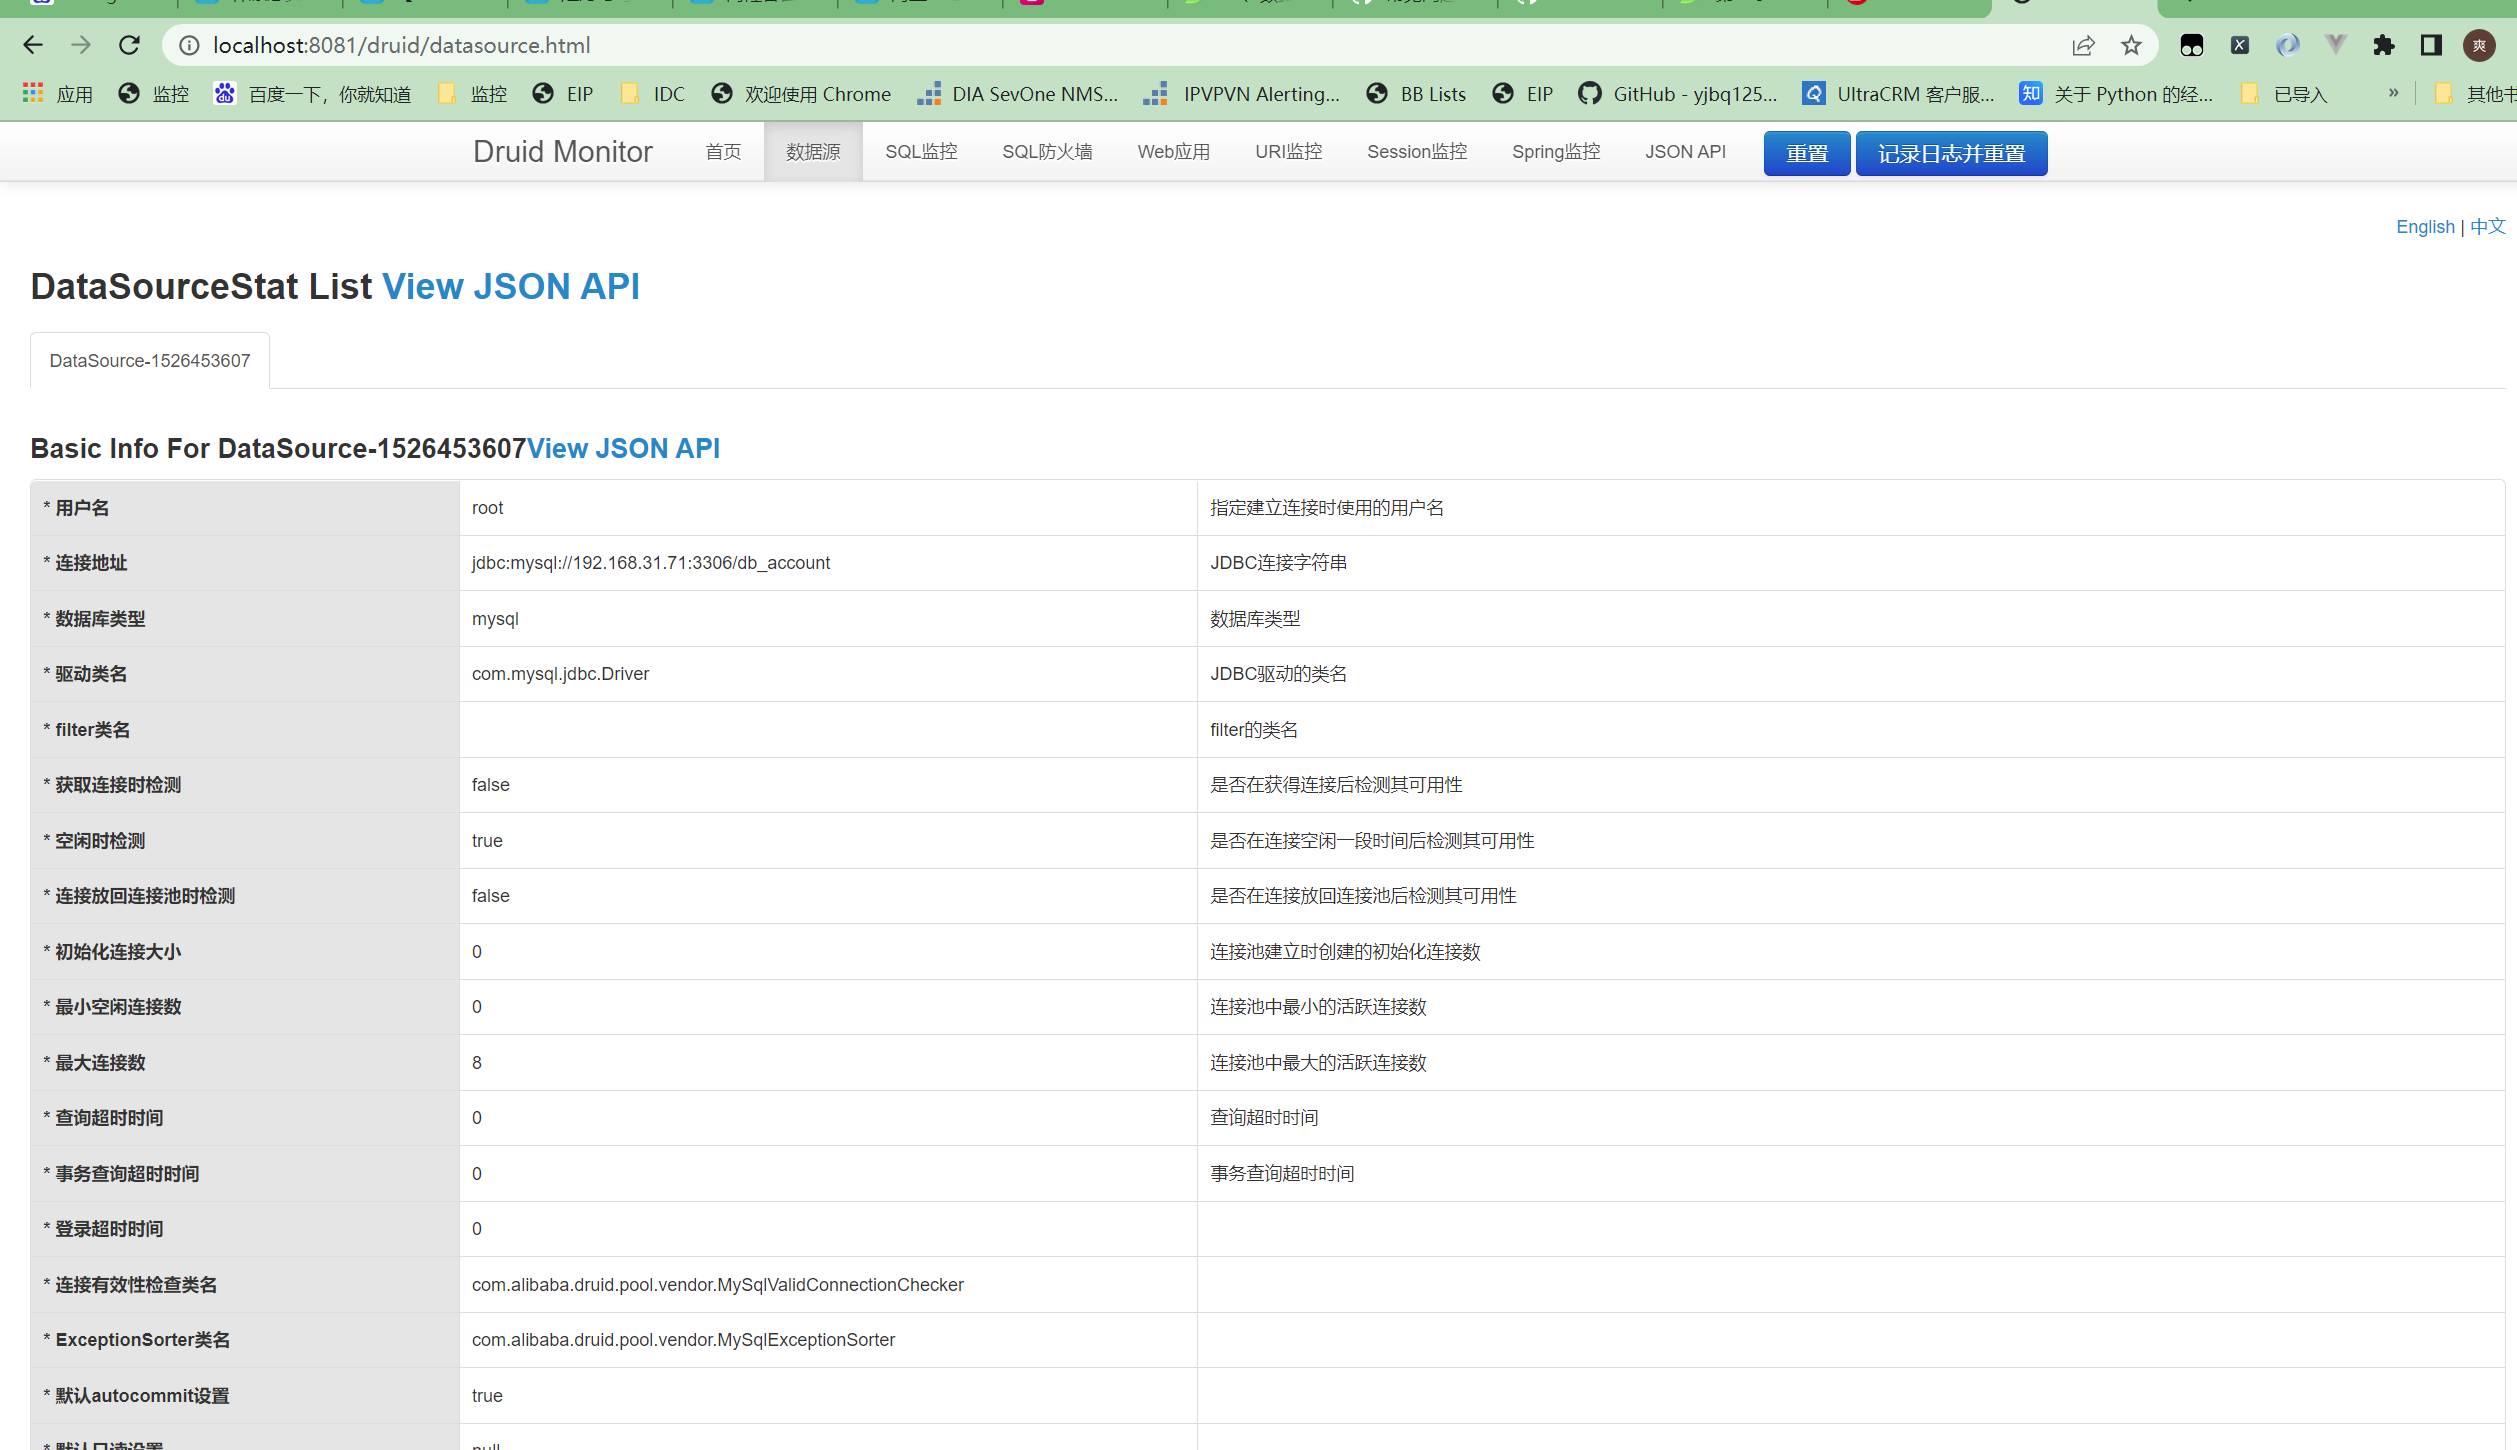 localhost:8081/druid/datasource.html
应用 监控 百度一下，你就知道 监控 EIP IDC 欢迎使用 Chrome DIA SevOne NMS... IPVPVN Alerting... BB Lists EIP GitHub - yjbq125... UltraCRM 客户服... 关于 Python 的经... 已导入 » 其他书
Druid Monitor 首页 数据源 SQL监控 SQL防火墙 Web应用 URI监控 Session监控 Spring监控 JSON API 重置 记录日志并重置
English | 中文
DataSourceStat List View JSON API
DataSource-1526453607
Basic Info For DataSource-1526453607View JSON API
* 用户名 root 指定建立连接时使用的用户名
* 连接地址 jdbc:mysql://192.168.31.71:3306/db_account JDBC连接字符串
* 数据库类型 mysql 数据库类型
* 驱动类名 com.mysql.jdbc.Driver JDBC驱动的类名
* filter类名 filter的类名
* 获取连接时检测 false 是否在获得连接后检测其可用性
* 空闲时检测 true 是否在连接空闲一段时间后检测其可用性
* 连接放回连接池时检测 false 是否在连接放回连接池后检测其可用性
* 初始化连接大小 0 连接池建立时创建的初始化连接数
* 最小空闲连接数 0 连接池中最小的活跃连接数
* 最大连接数 8 连接池中最大的活跃连接数
* 查询超时时间 0 查询超时时间
* 事务查询超时时间 0 事务查询超时时间
* 登录超时时间 0
* 连接有效性检查类名 com.alibaba.druid.pool.vendor.MySqlValidConnectionChecker
* ExceptionSorter类名 com.alibaba.druid.pool.vendor.MySqlExceptionSorter
* 默认autocommit设置 true
* 默认只读设置 null